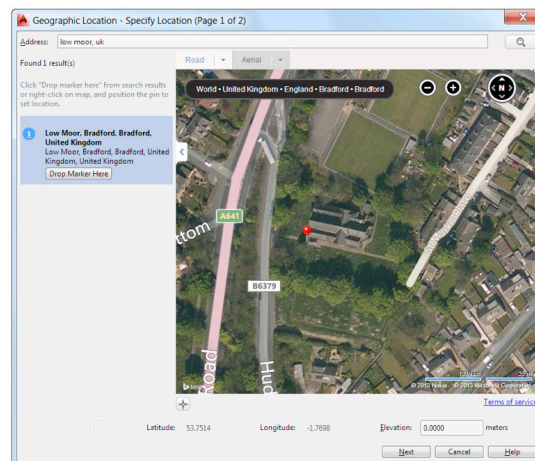 Geographic Location - Specify Location (Page 1 of 2)
Address: low moor, uk
Found 1 result(s)
Road
Aerial
Click "Drop marker here" from search results
or right-click on map, and position the pin to
set location.
World • United Kingdom • England • Bradford • Bradford
N
1
Low Moor, Bradford, Bradford,
United Kingdom
Low Moor, Bradford, Bradford, United
Kingdom, United Kingdom
Drop Marker Here
A641
ttom
B6379
Road
Hud
bing
© 2013 Nokia © 2013 Microsoft Corporation
Terms of service
Latitude: 53.7514 Longitude: -1.7698 Elevation: 0.0000 meters
Next Cancel Help